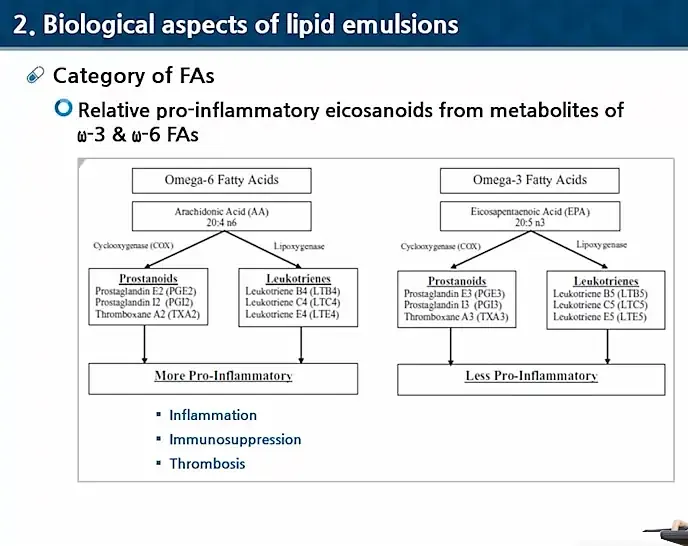 2. Biological aspects of lipid emulsions
Category of FAs
Relative pro-inflammatory eicosanoids from metabolites of
ω-3 & ω-6 FAs
Omega-6 Fatty Acids
Arachidonic Acid (AA)
20:4 n6
Cyclooxygenase (COX)
Lipoxygenase
Prostanoids
Prostaglandin E2 (PGE2)
Prostaglandin I2 (PGI2)
Thromboxane A2 (TXA2)
Leukotrienes
Leukotriene B4 (LTB4)
Leukotriene C4 (LTC4)
Leukotriene E4 (LTE4)
More Pro-Inflammatory
Omega-3 Fatty Acids
Eicosapentaenoic Acid (EPA)
20:5 n3
Cyclooxygenase (COX)
Lipoxygenase
Prostanoids
Prostaglandin E3 (PGE3)
Prostaglandin I3 (PGI3)
Thromboxane A3 (TXA3)
Leukotrienes
Leukotriene B5 (LTB5)
Leukotriene C5 (LTC5)
Leukotriene E5 (LTE5)
Less Pro-Inflammatory
▪ Inflammation
▪ Immunosuppression
▪ Thrombosis